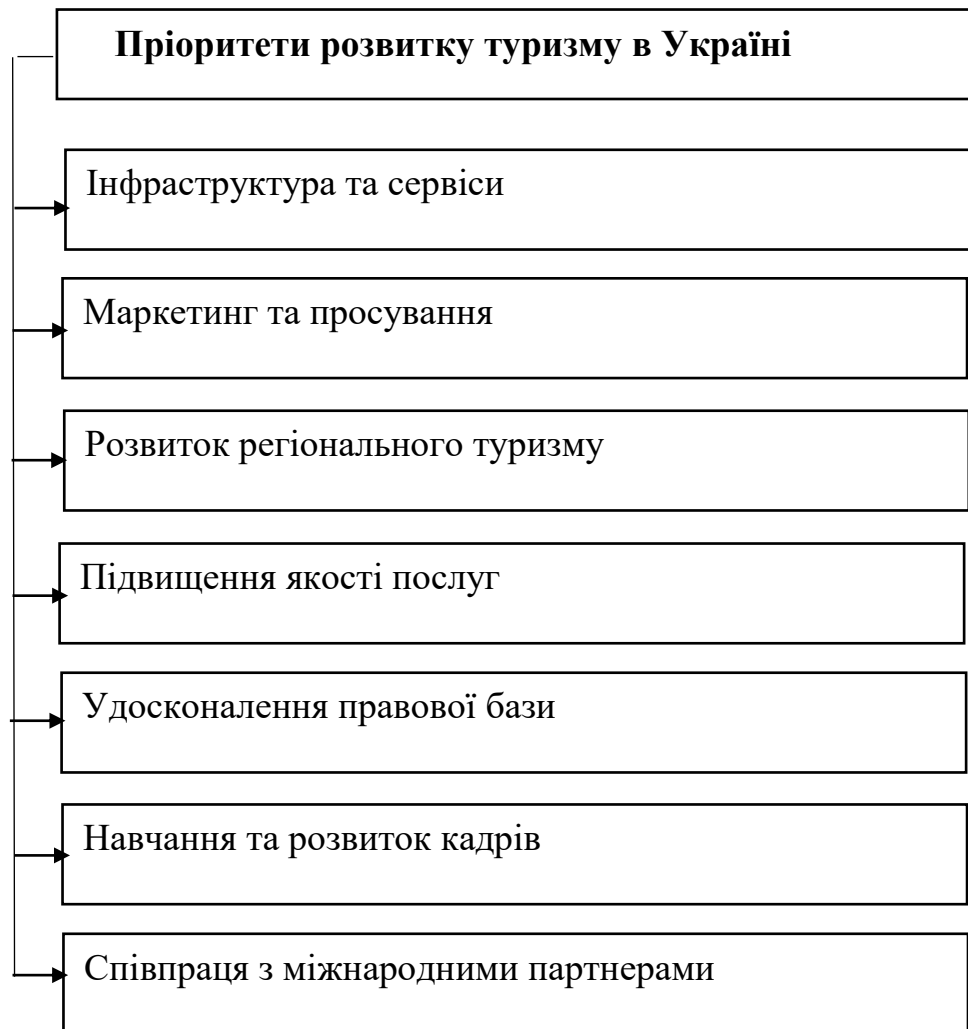 Пріоритети розвитку туризму в Україні
Інфраструктура та сервіси
Маркетинг та просування
Розвиток регіонального туризму
Підвищення якості послуг
Удосконалення правової бази
Навчання та розвиток кадрів
Співпраця з міжнародними партнерами